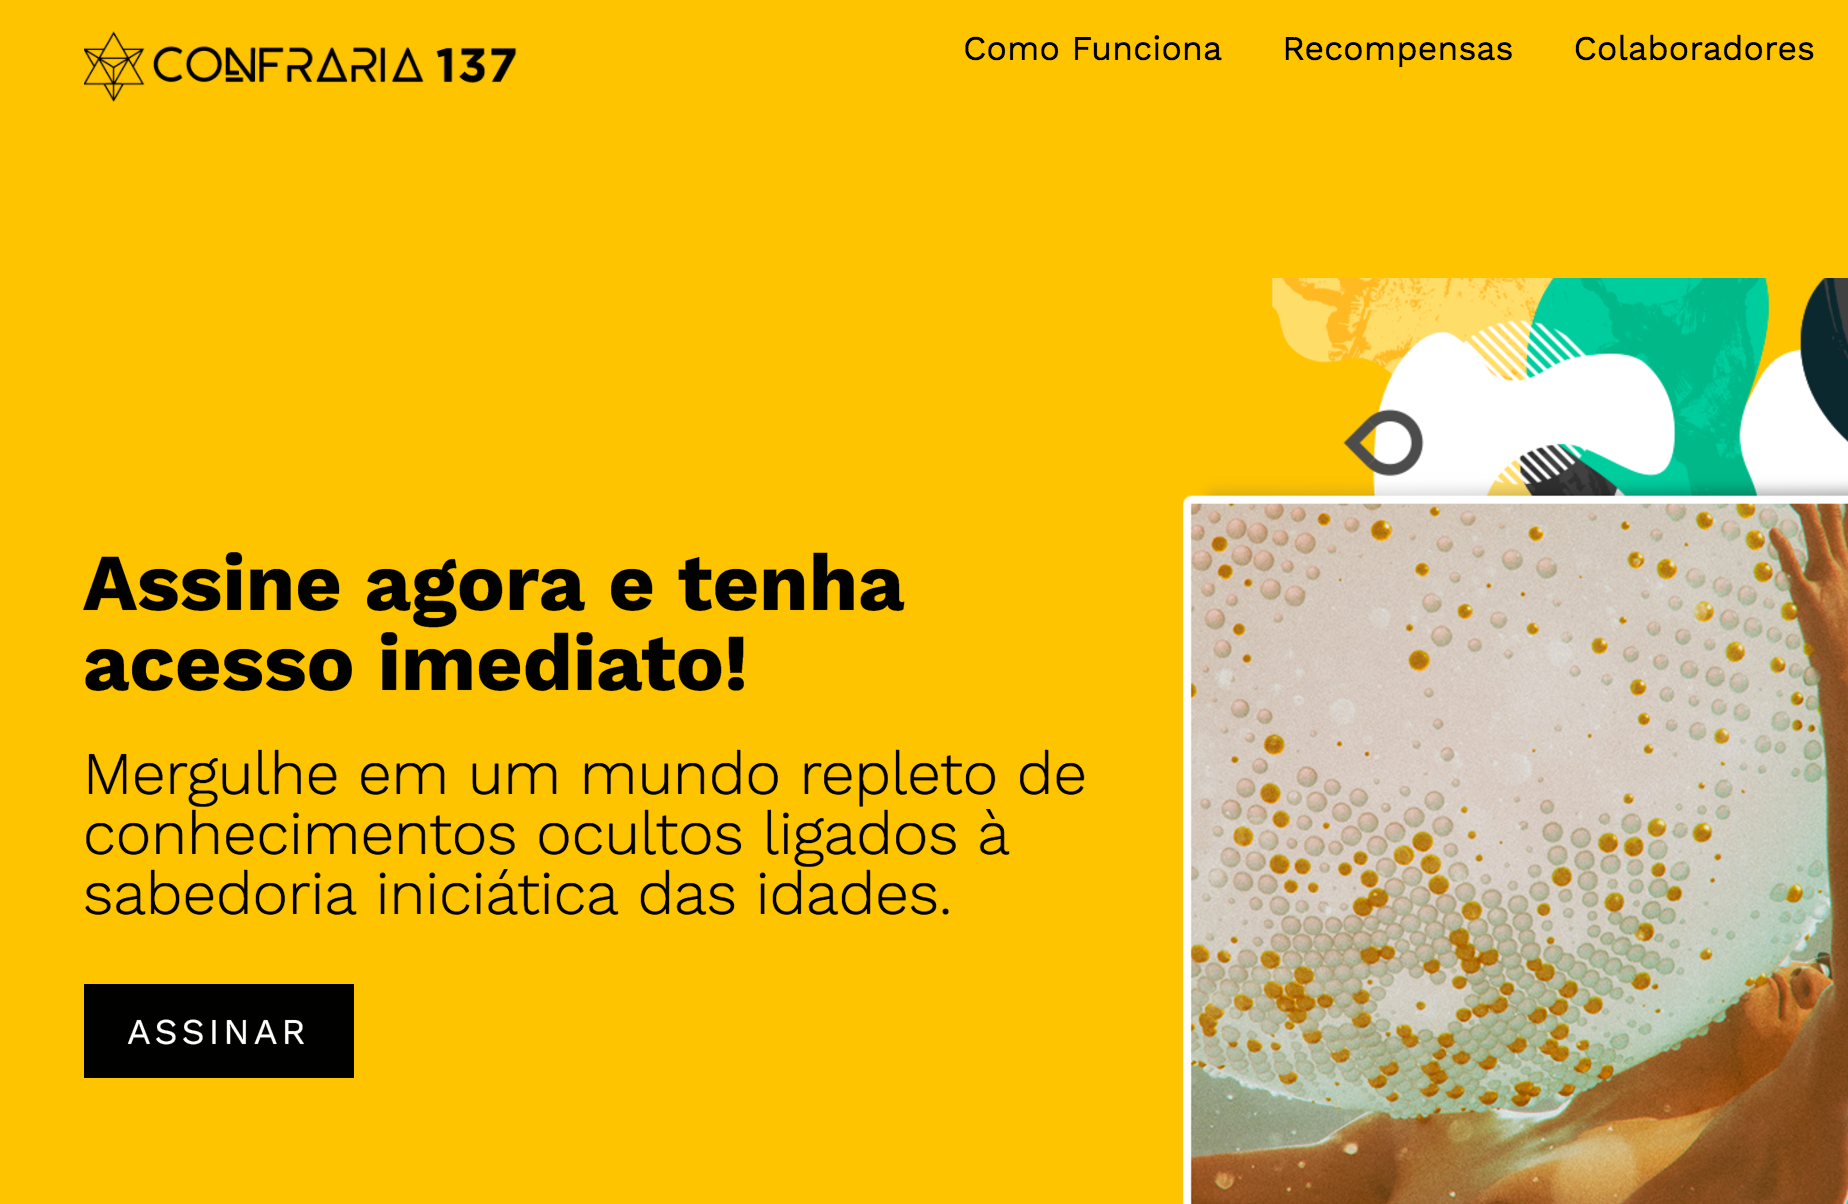 CONFRARIA 137
Como Funciona Recompensas Colaboradores
Assine agora e tenha
acesso imediato!
Mergulhe em um mundo repleto de
conhecimentos ocultos ligados à
sabedoria iniciática das idades.
ASSINAR